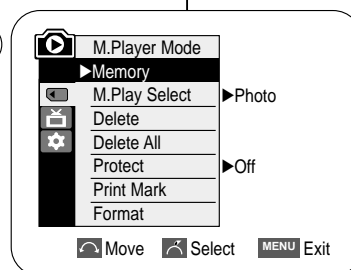 M.Player Mode
▶Memory
M.Play Select ▶Photo
Delete
Delete All
Protect ▶Off
Print Mark
Format
Move Select MENU Exit